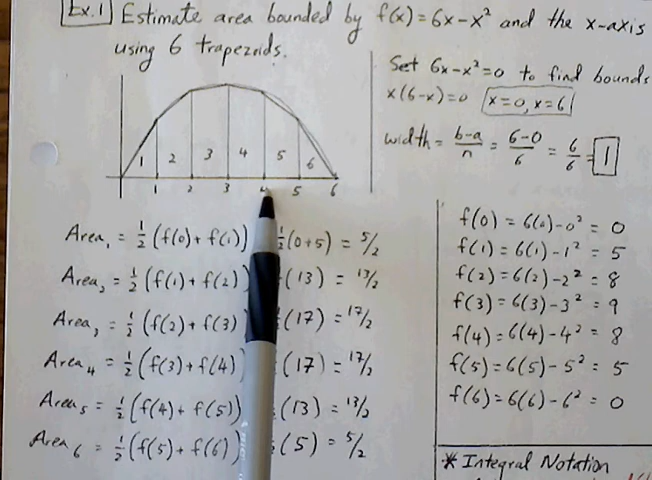 Ex.1 Estimate area bounded by f(x) = 6x - x² and the x-axis
using 6 trapezoids.
Set 6x - x² = 0 to find bounds
x(6-x) = 0 x=0, x=6
width = b-a/n = 6-0/6 = 6/6 = 1
1 2 3 4 5 6
1 2 3 4 5 6
Area₁ = ½(f(0) + f(1)) ½(0+5) = 5/2
Area₂ = ½(f(1) + f(2)) (13) = 13/2
Area₃ = ½(f(2) + f(3)) (17) = 17/2
Area₄ = ½(f(3) + f(4)) (17) = 17/2
Area₅ = ½(f(4) + f(5)) (13) = 13/2
Area₆ = ½(f(5) + f(6)) (5) = 5/2
f(0) = 6(0) - 0² = 0
f(1) = 6(1) - 1² = 5
f(2) = 6(2) - 2² = 8
f(3) = 6(3) - 3² = 9
f(4) = 6(4) - 4² = 8
f(5) = 6(5) - 5² = 5
f(6) = 6(6) - 6² = 0
* Integral Notation